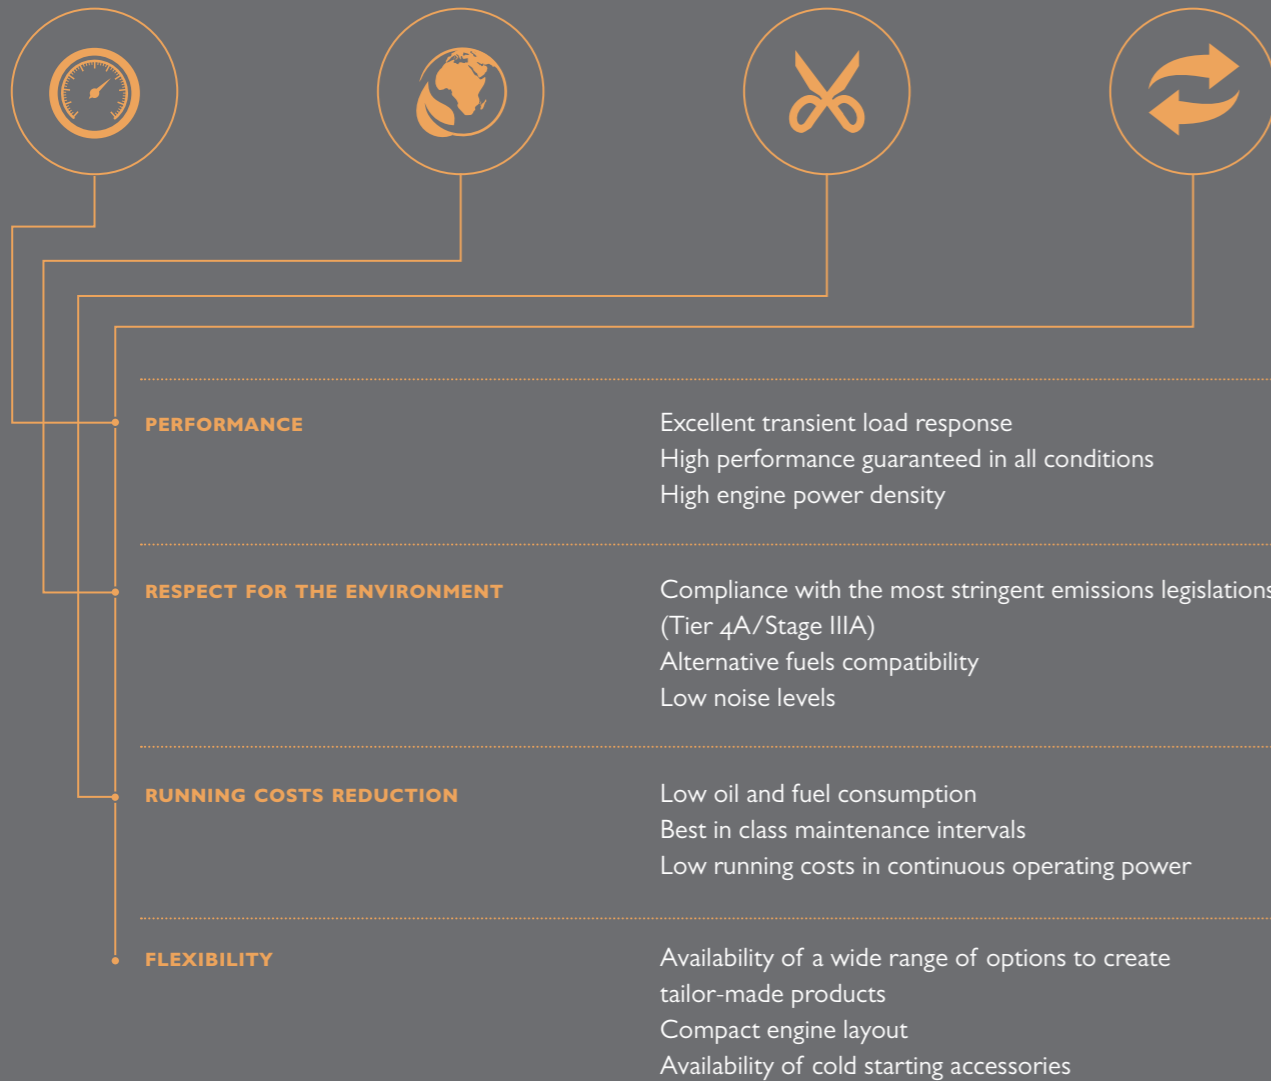 PERFORMANCE
Excellent transient load response
High performance guaranteed in all conditions
High engine power density
RESPECT FOR THE ENVIRONMENT
Compliance with the most stringent emissions legislations
(Tier 4A/Stage IIIA)
Alternative fuels compatibility
Low noise levels
RUNNING COSTS REDUCTION
Low oil and fuel consumption
Best in class maintenance intervals
Low running costs in continuous operating power
FLEXIBILITY
Availability of a wide range of options to create
tailor-made products
Compact engine layout
Availability of cold starting accessories